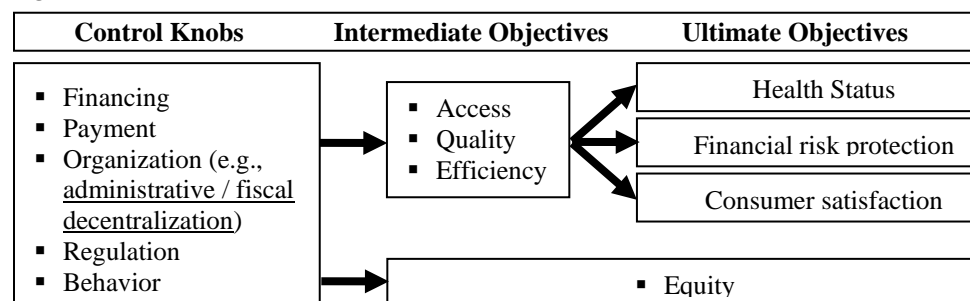 Control Knobs Intermediate Objectives Ultimate Objectives
▪ Financing
▪ Payment
▪ Organization (e.g.,
administrative / fiscal
decentralization)
▪ Regulation
▪ Behavior
▪ Access
▪ Quality
▪ Efficiency
Health Status
Financial risk protection
Consumer satisfaction
▪ Equity